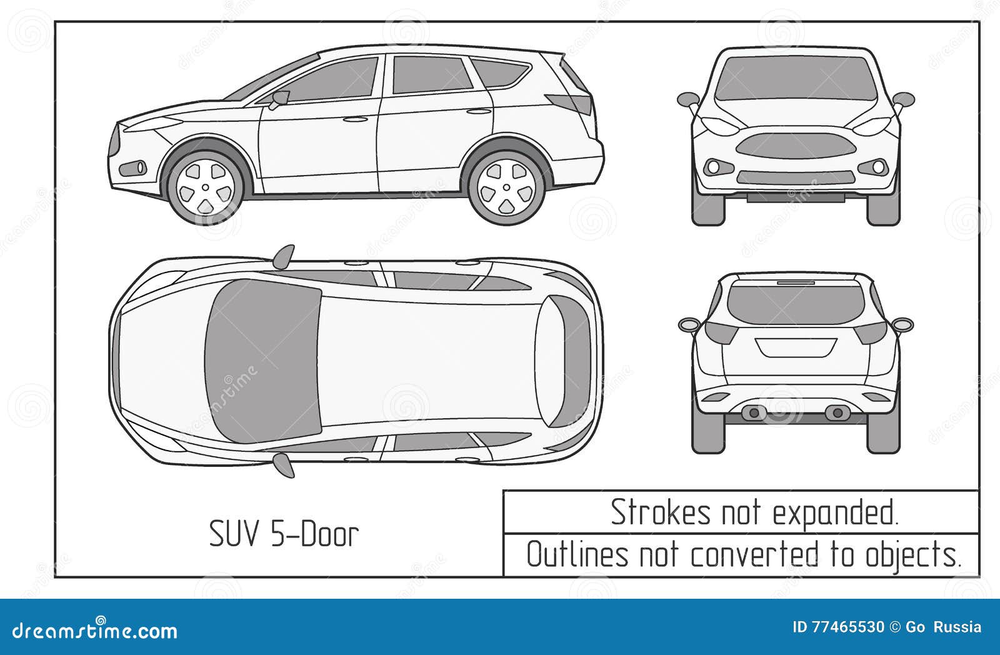 SUV 5-Door
Strokes not expanded.
Outlines not converted to objects.
dreamstime.com
ID 77465530 © Go Russia